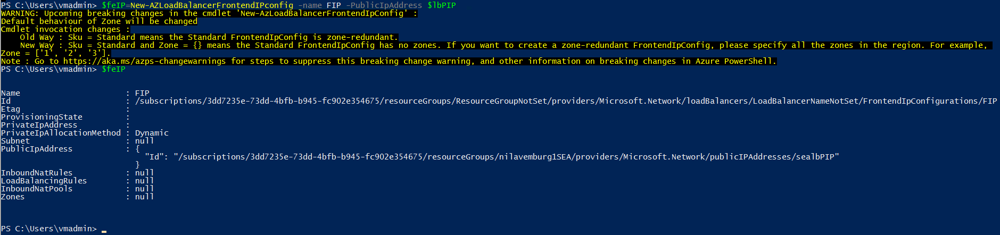 PS C:\Users\vmadmin> $feIP=New-AZLoadBalancerFrontendIPconfig -name FIP -PublicIpAddress $lbPIP
WARNING: Upcoming breaking changes in the cmdlet 'New-AzLoadBalancerFrontendIpConfig' :
Default behaviour of Zone will be changed
Cmdlet invocation changes :
    Old Way : Sku = Standard means the Standard FrontendIpConfig is zone-redundant.
    New Way : Sku = Standard and Zone = {} means the Standard FrontendIpConfig has no zones. If you want to create a zone-redundant FrontendIpConfig, please specify all the zones in the region. For example,
Zone = ['1', '2', '3'].
Note : Go to https://aka.ms/azps-changewarnings for steps to suppress this breaking change warning, and other information on breaking changes in Azure PowerShell.
PS C:\Users\vmadmin> $feIP
Name                      : FIP
Id                        : /subscriptions/3dd7235e-73dd-4bfb-b945-fc902e354675/resourceGroups/ResourceGroupNotSet/providers/Microsoft.Network/loadBalancers/LoadBalancerNameNotSet/FrontendIpConfigurations/FIP
Etag                      :
ProvisioningState         :
PrivateIpAddress          :
PrivateIpAllocationMethod : Dynamic
Subnet                    : null
PublicIpAddress           : {
                              "Id": "/subscriptions/3dd7235e-73dd-4bfb-b945-fc902e354675/resourceGroups/nilavemburg1SEA/providers/Microsoft.Network/publicIPAddresses/sealbPIP"
                            }
InboundNatRules           : null
LoadBalancingRules        : null
InboundNatPools           : null
Zones                     : null
PS C:\Users\vmadmin>